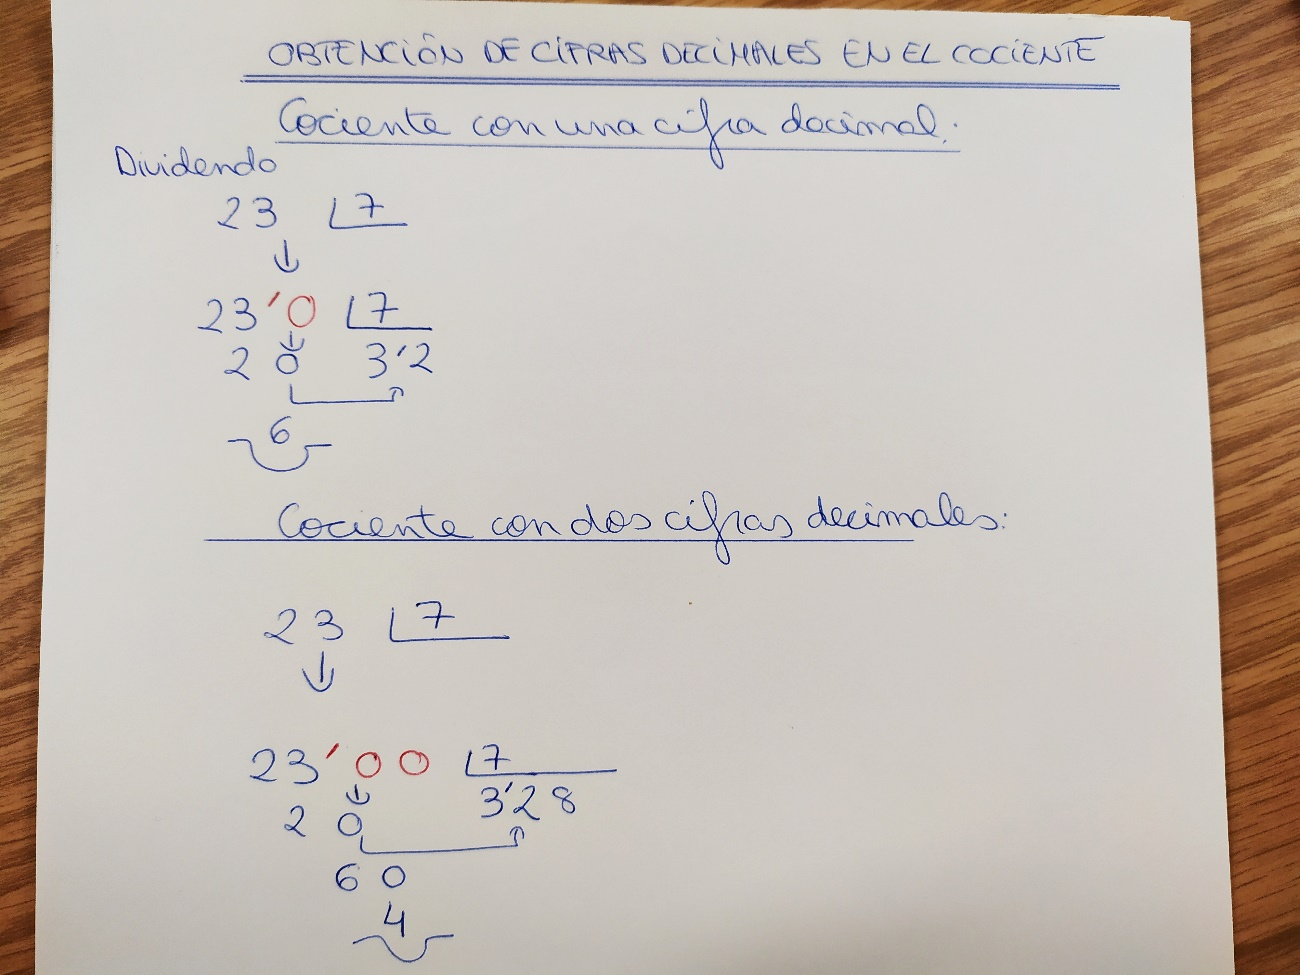 OBTENCIÓN DE CIFRAS DECIMALES EN EL COCIENTE
Cociente con una cifra decimal:
Dividendo
23 7
23'0 7
2 0 3'2
6
Cociente con dos cifras decimales:
23 7
23'00 7
2 0 3'28
6 0
4